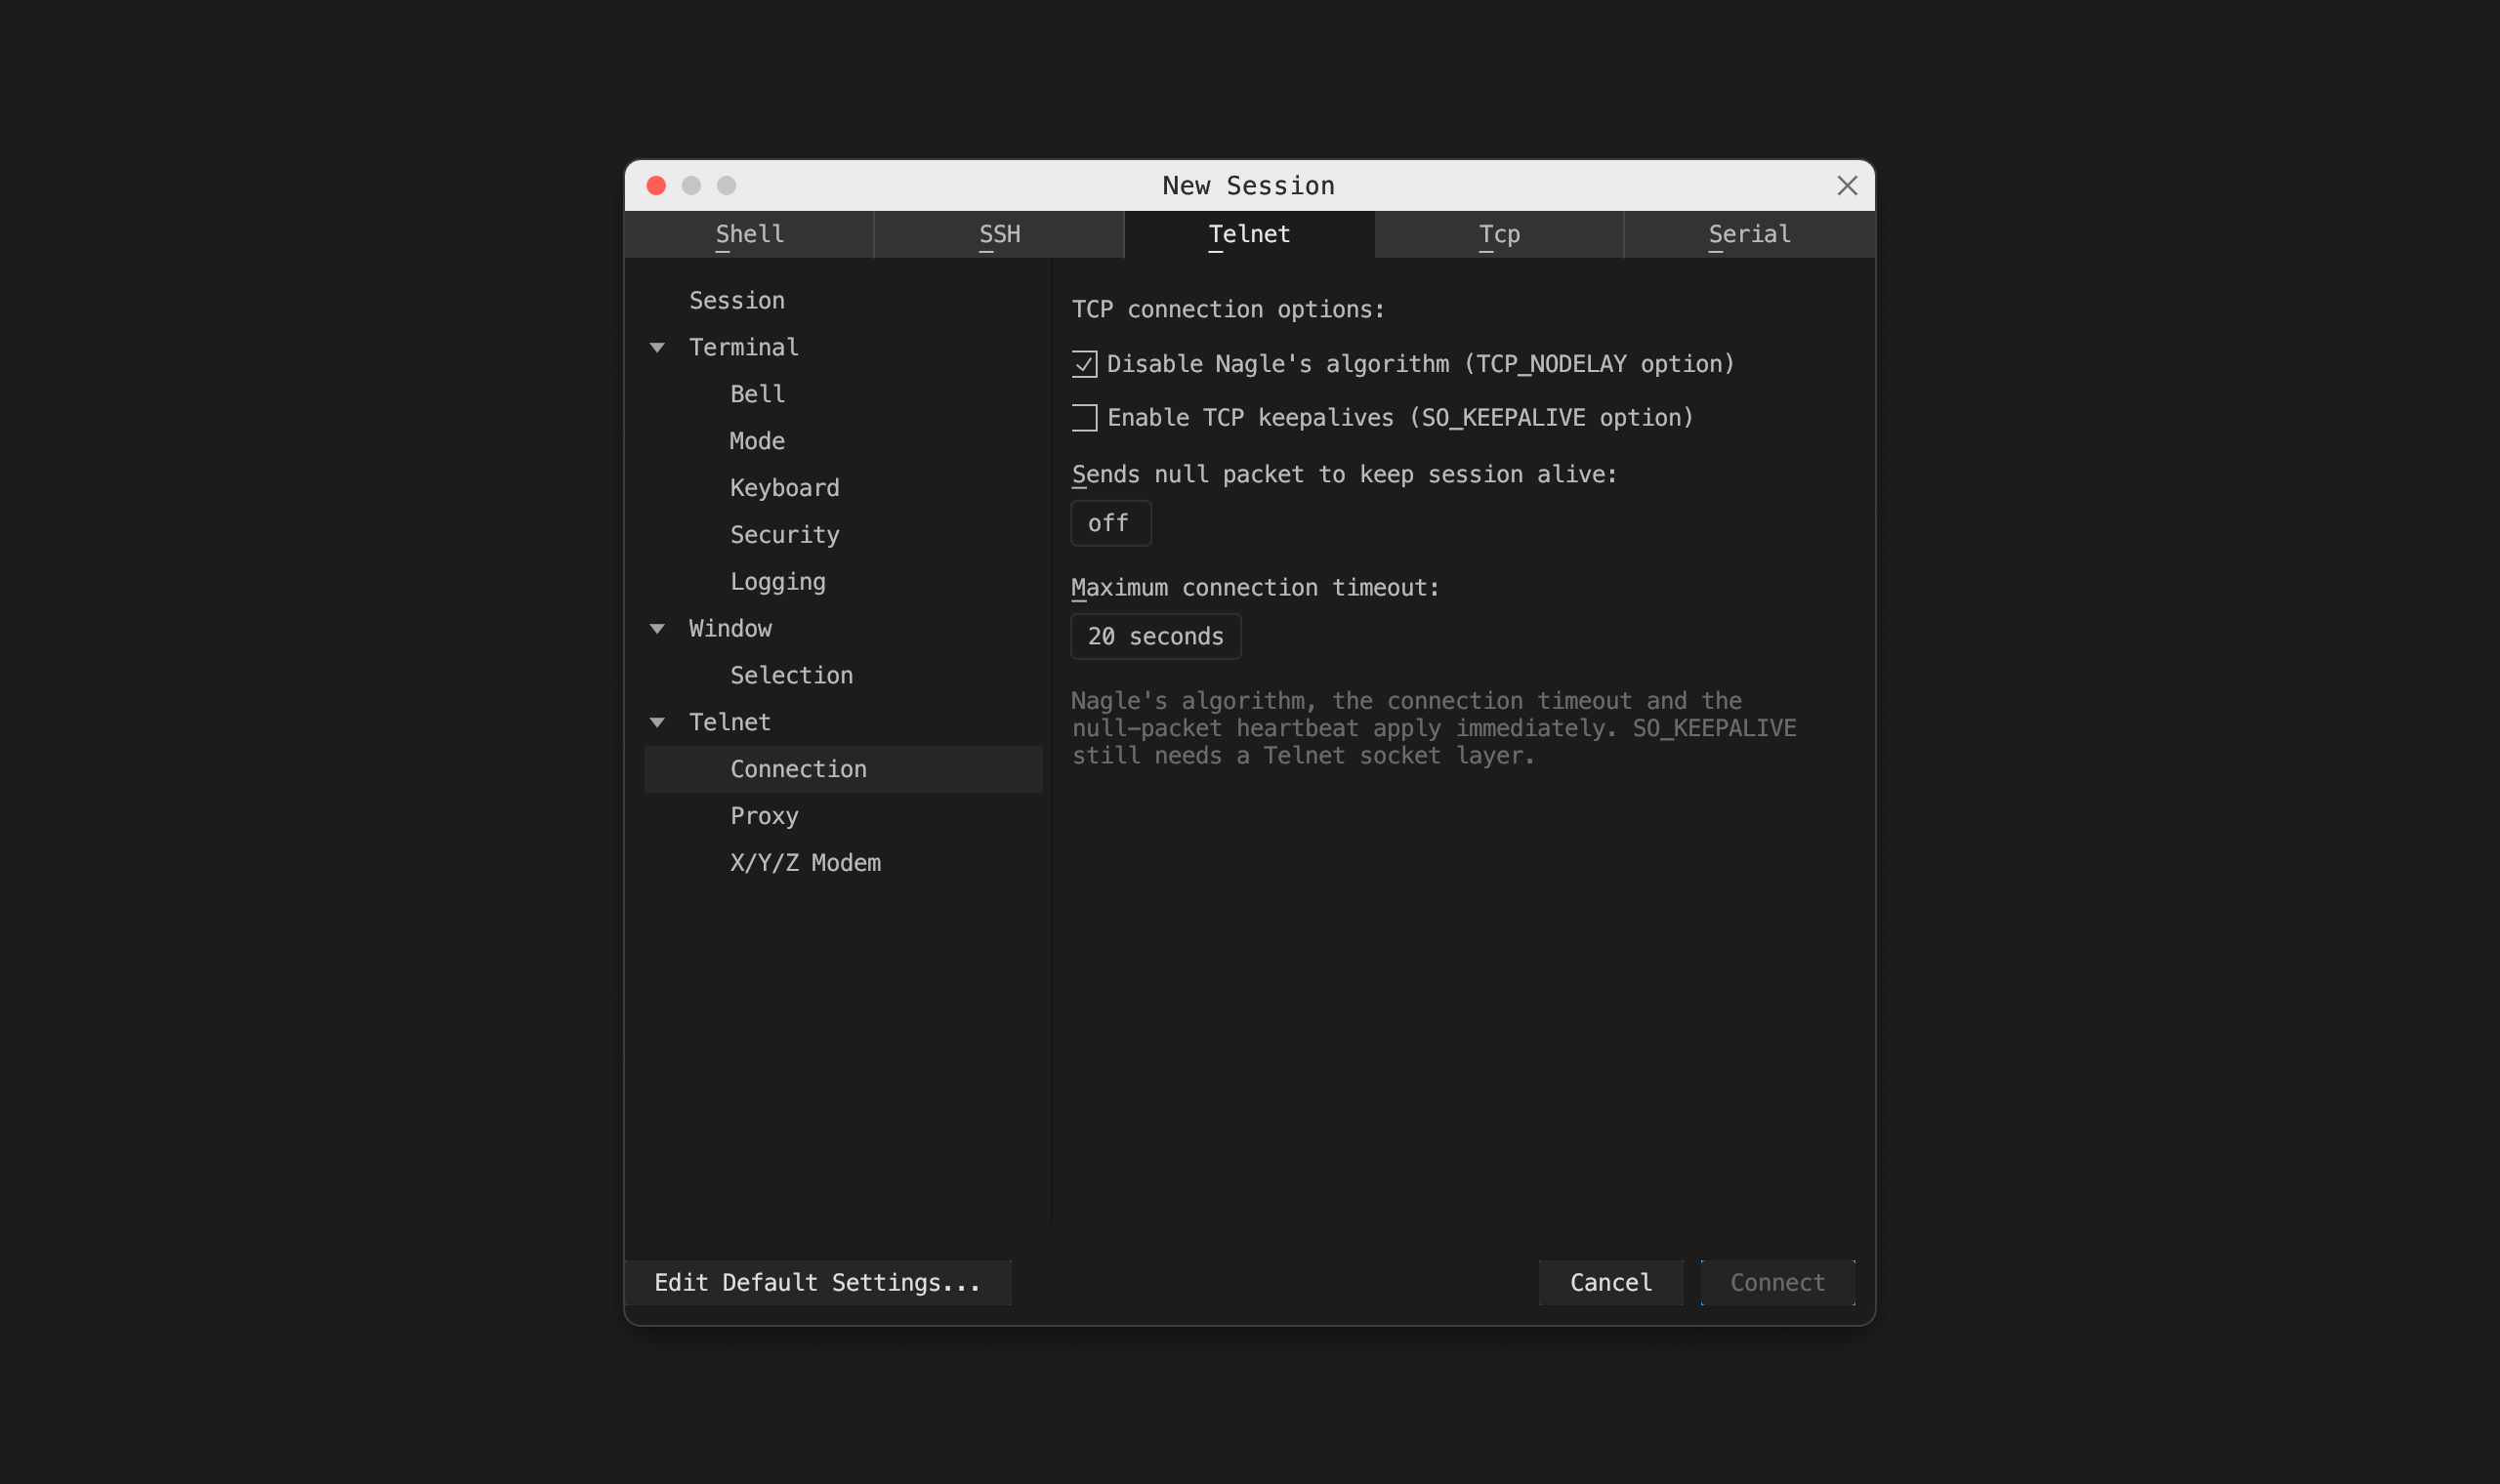 New Session
Shell
SSH
Telnet
Tcp
Serial
Session
Terminal
Bell
Mode
Keyboard
Security
Logging
Window
Selection
Telnet
Connection
Proxy
X/Y/Z Modem
TCP connection options:
Disable Nagle's algorithm (TCP_NODELAY option)
Enable TCP keepalives (SO_KEEPALIVE option)
Sends null packet to keep session alive:
off
Maximum connection timeout:
20 seconds
Nagle's algorithm, the connection timeout and the
null-packet heartbeat apply immediately. SO_KEEPALIVE
still needs a Telnet socket layer.
Edit Default Settings...
Cancel
Connect